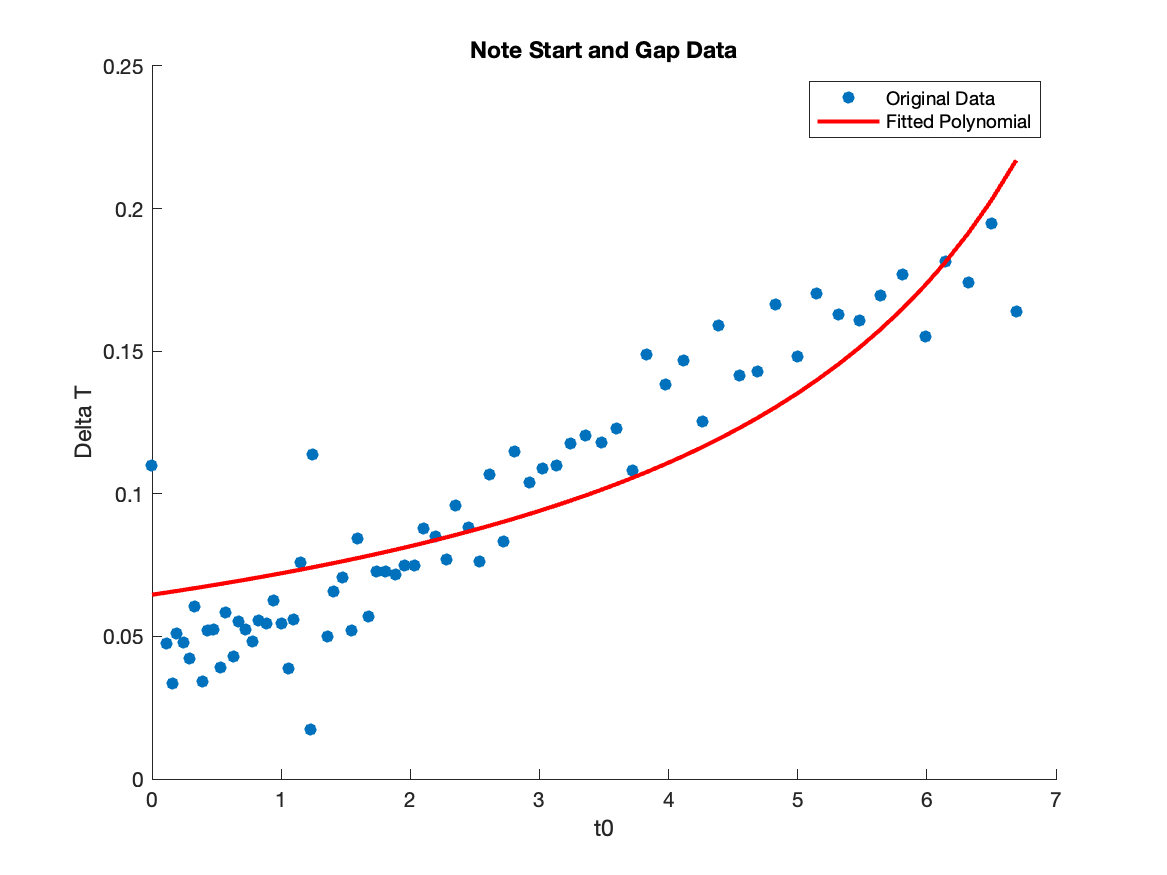 Note Start and Gap Data
0.25
0.2
0.15
0.1
0.05
0
Delta T
Original Data
Fitted Polynomial
0 1 2 3 4 5 6 7
t0